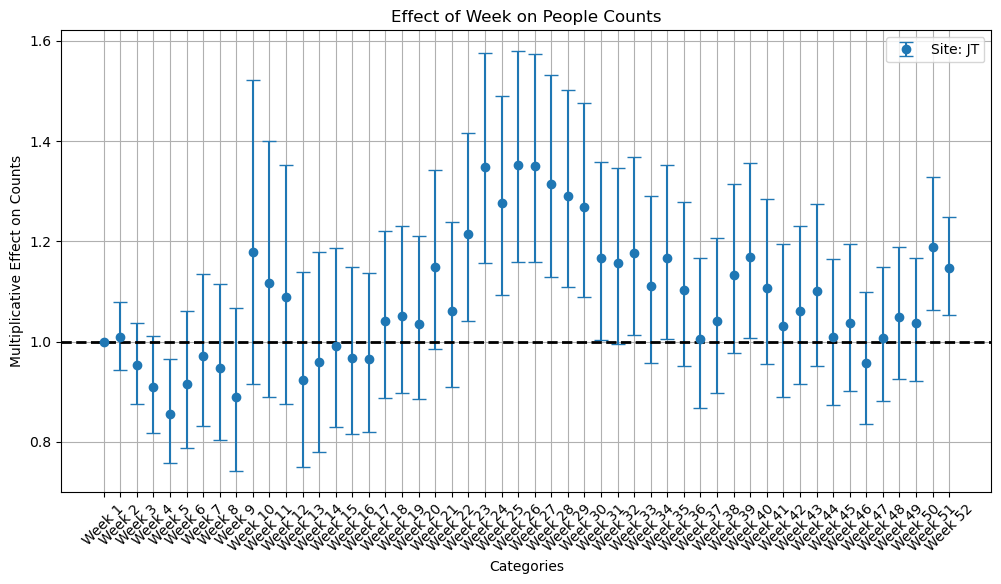 Effect of Week on People Counts
Site: JT
Multiplicative Effect on Counts
1.6
1.4
1.2
1.0
0.8
Week 1
Week 2
Week 3
Week 4
Week 5
Week 6
Week 7
Week 8
Week 9
Week 10
Week 11
Week 12
Week 13
Week 14
Week 15
Week 16
Week 17
Week 18
Week 19
Week 20
Week 21
Week 22
Week 23
Week 24
Week 25
Week 26
Week 27
Week 28
Week 29
Week 30
Week 31
Week 32
Week 33
Week 34
Week 35
Week 36
Week 37
Week 38
Week 39
Week 40
Week 41
Week 42
Week 43
Week 44
Week 45
Week 46
Week 47
Week 48
Week 49
Week 50
Week 51
Week 52
Categories